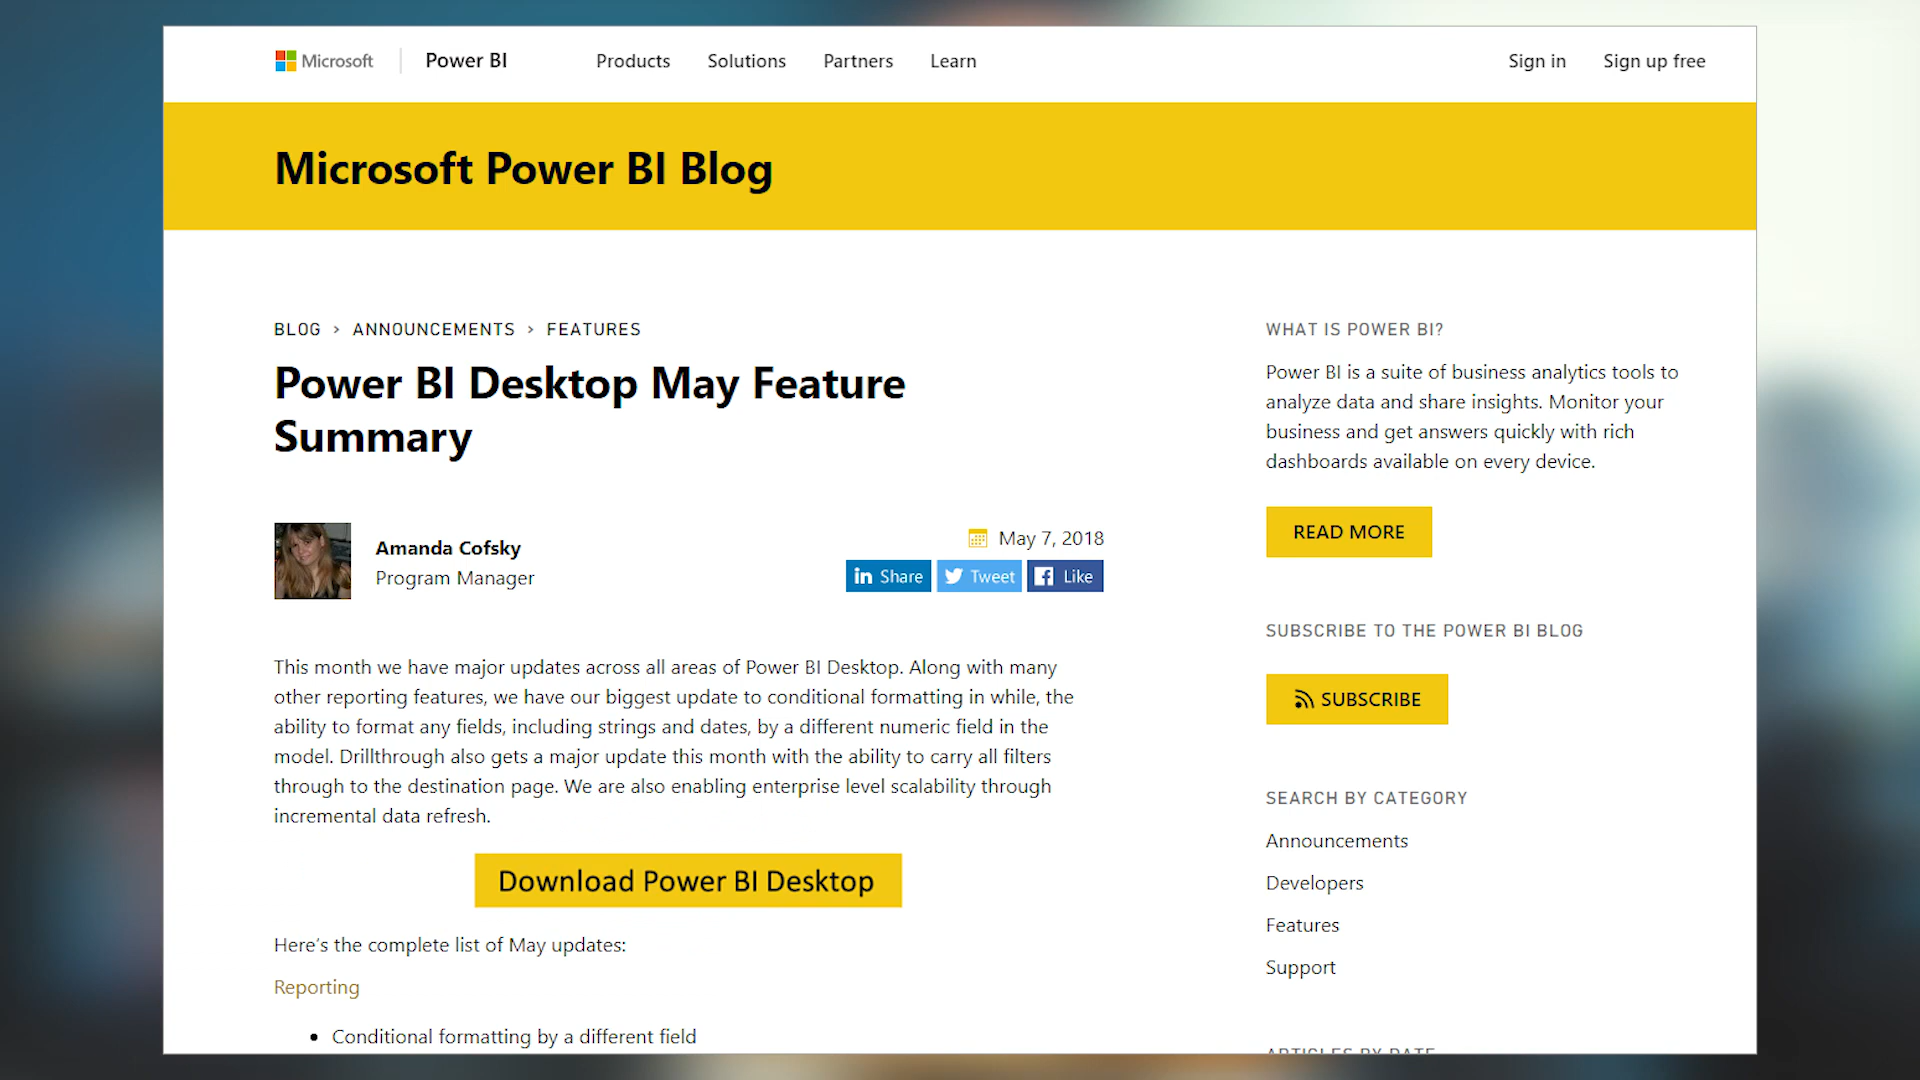 Microsoft Power BI Products Solutions Partners Learn Sign in Sign up free
Microsoft Power BI Blog
BLOG > ANNOUNCEMENTS > FEATURES
Power BI Desktop May Feature
Summary
Amanda Cofsky
Program Manager
May 7, 2018
Share Tweet Like
This month we have major updates across all areas of Power BI Desktop. Along with many
other reporting features, we have our biggest update to conditional formatting in while, the
ability to format any fields, including strings and dates, by a different numeric field in the
model. Drillthrough also gets a major update this month with the ability to carry all filters
through to the destination page. We are also enabling enterprise level scalability through
incremental data refresh.
Download Power BI Desktop
Here's the complete list of May updates:
Reporting
• Conditional formatting by a different field
WHAT IS POWER BI?
Power BI is a suite of business analytics tools to
analyze data and share insights. Monitor your
business and get answers quickly with rich
dashboards available on every device.
READ MORE
SUBSCRIBE TO THE POWER BI BLOG
SUBSCRIBE
SEARCH BY CATEGORY
Announcements
Developers
Features
Support
ARTICLES BY DATE